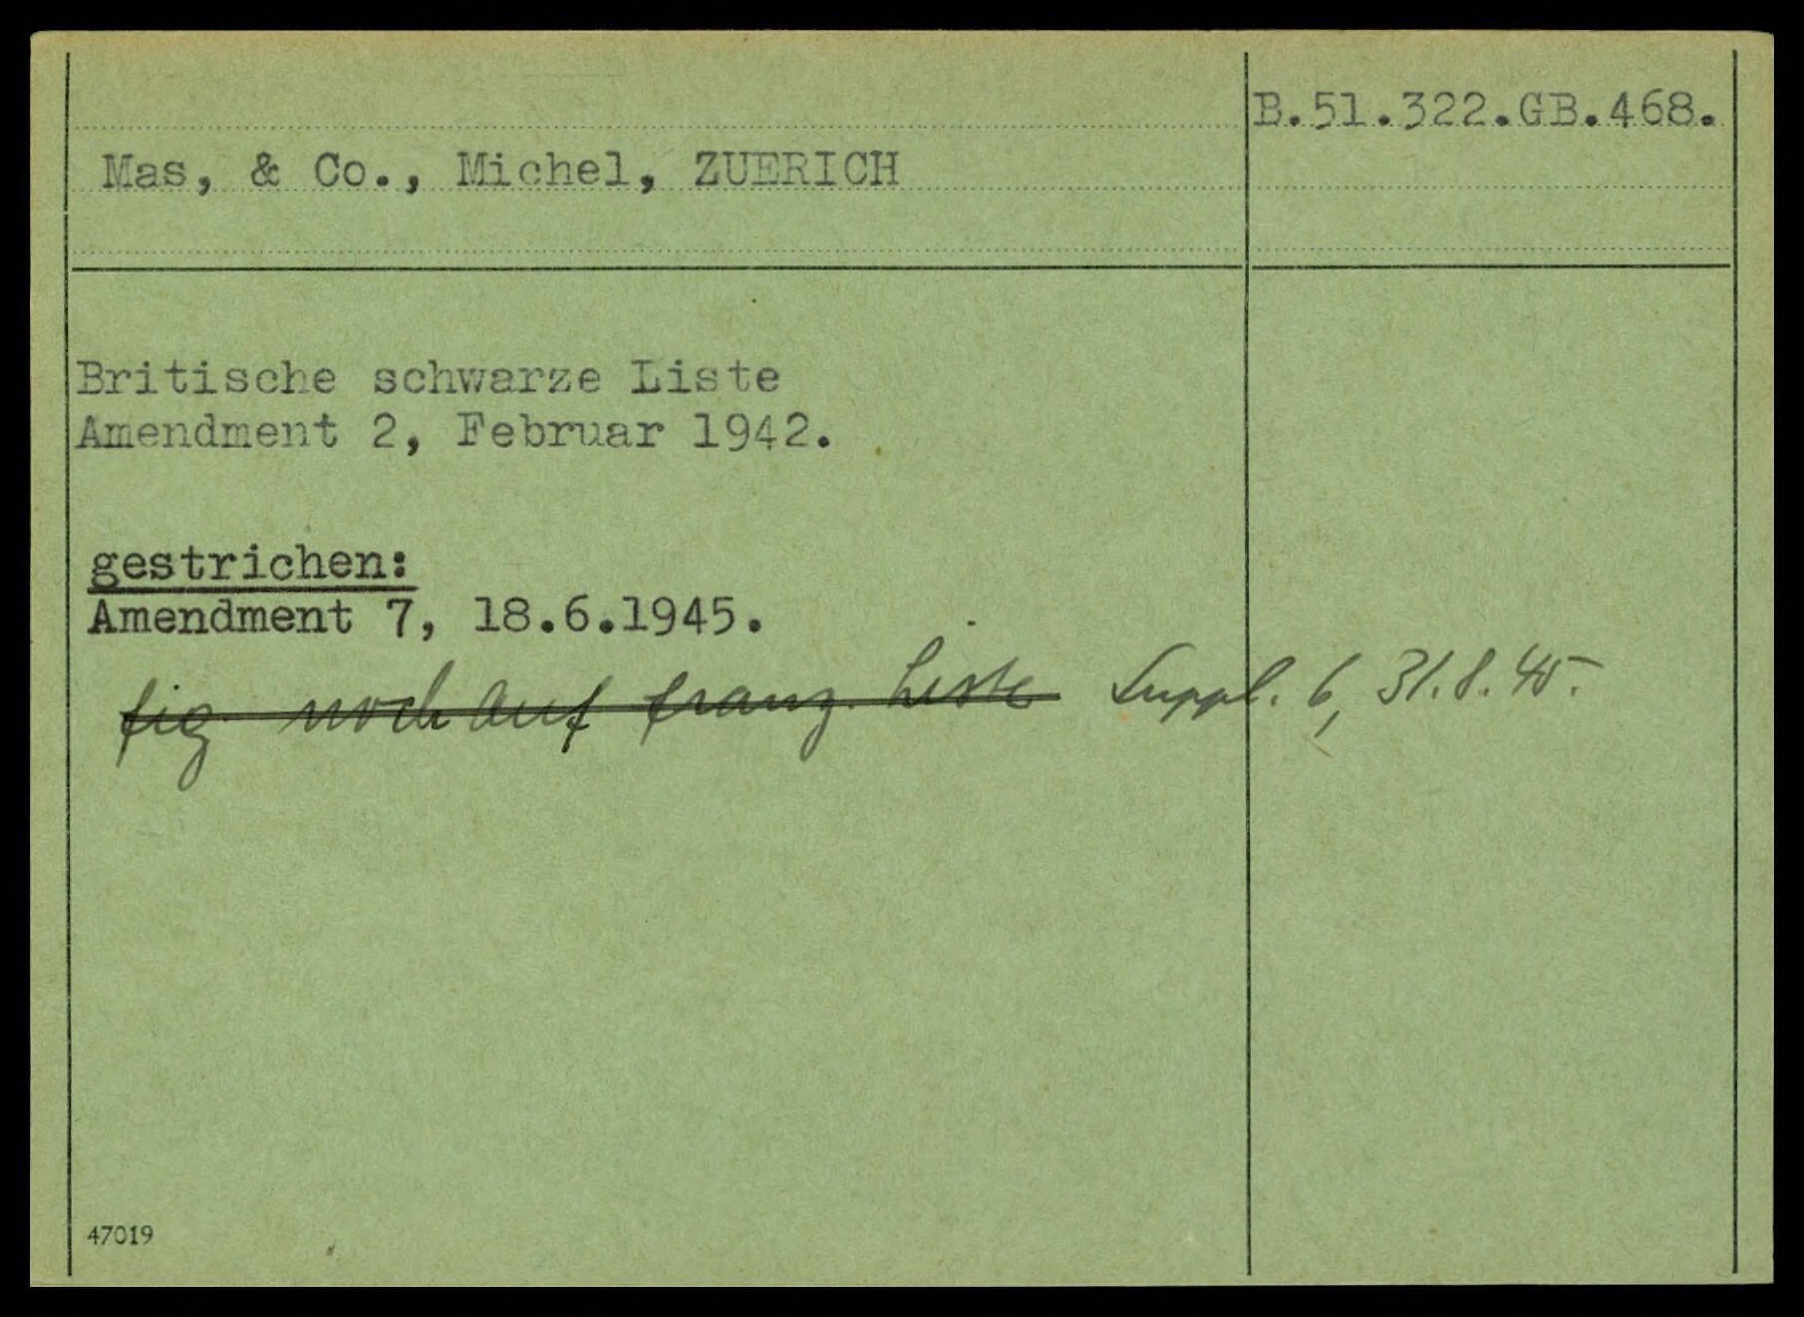 B.51.322.GB.468.
Mas, & Co., Michel, ZUERICH
Britische schwarze Liste
Amendment 2, Februar 1942.
gestrichen:
Amendment 7, 18.6.1945.
fig. noch auf franz. Liste Suppl. 6, 31.8.45.
47019